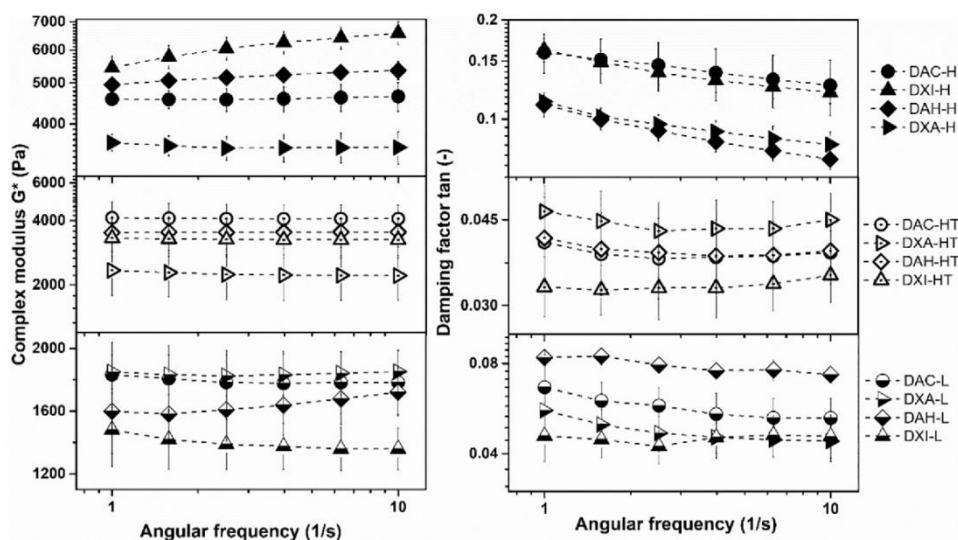 Complex modulus G* (Pa)
7000
6000
5000
4000
6000
4000
2000
2000
1600
1200
1
10
Angular frequency (1/s)
Damping factor tan (-)
0.2
0.15
0.1
0.045
0.030
0.08
0.04
1
10
Angular frequency (1/s)
DAC-H
DXI-H
DAH-H
DXA-H
DAC-HT
DXA-HT
DAH-HT
DXI-HT
DAC-L
DXA-L
DAH-L
DXI-L